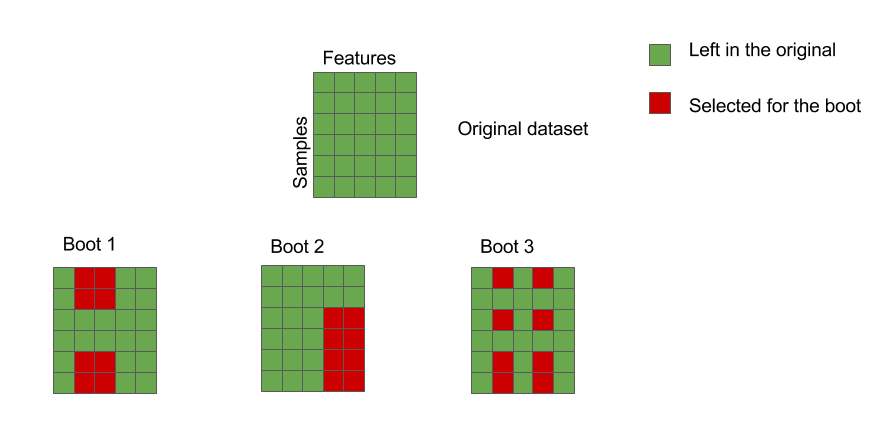 Features
Samples
Original dataset
Left in the original
Selected for the boot
Boot 1
Boot 2
Boot 3